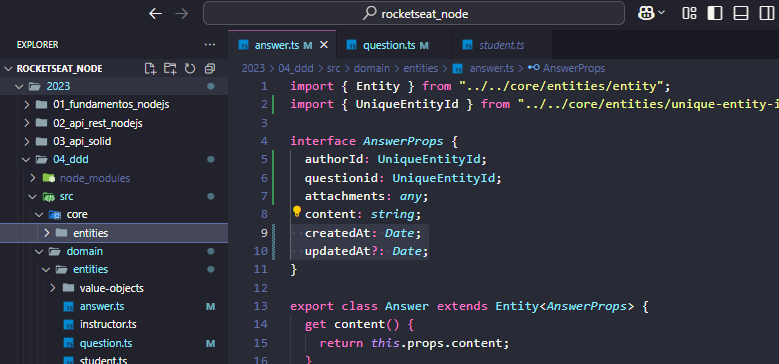 rocketseat_node
EXPLORER
ROCKETSEAT_NODE
2023
01_fundamentos_nodejs
02_api_rest_nodejs
03_api_solid
04_ddd
node_modules
src
core
entities
domain
entities
value-objects
answer.ts M
instructor.ts
question.ts M
student.ts
answer.ts M
question.ts M
student.ts
2023 > 04_ddd > src > domain > entities > answer.ts > AnswerProps
1 import { Entity } from "../../core/entities/entity";
2 import { UniqueEntityId } from "../../core/entities/unique-entity-i
3
4 interface AnswerProps {
5 authorId: UniqueEntityId;
6 questionid: UniqueEntityId;
7 attachments: any;
8 content: string;
9 createdAt: Date;
10 updatedAt?: Date;
11 }
12
13 export class Answer extends Entity<AnswerProps> {
14 get content() {
15 return this.props.content;
16 }